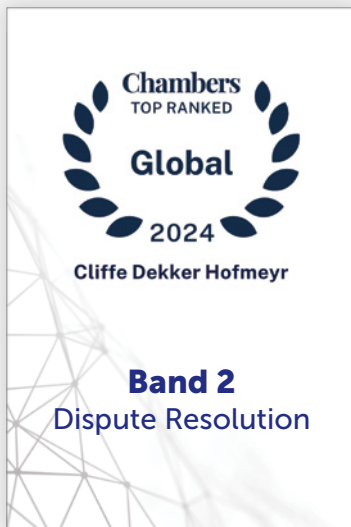 Chambers
TOP RANKED
Global
2024
Cliffe Dekker Hofmeyr
Band 2
Dispute Resolution